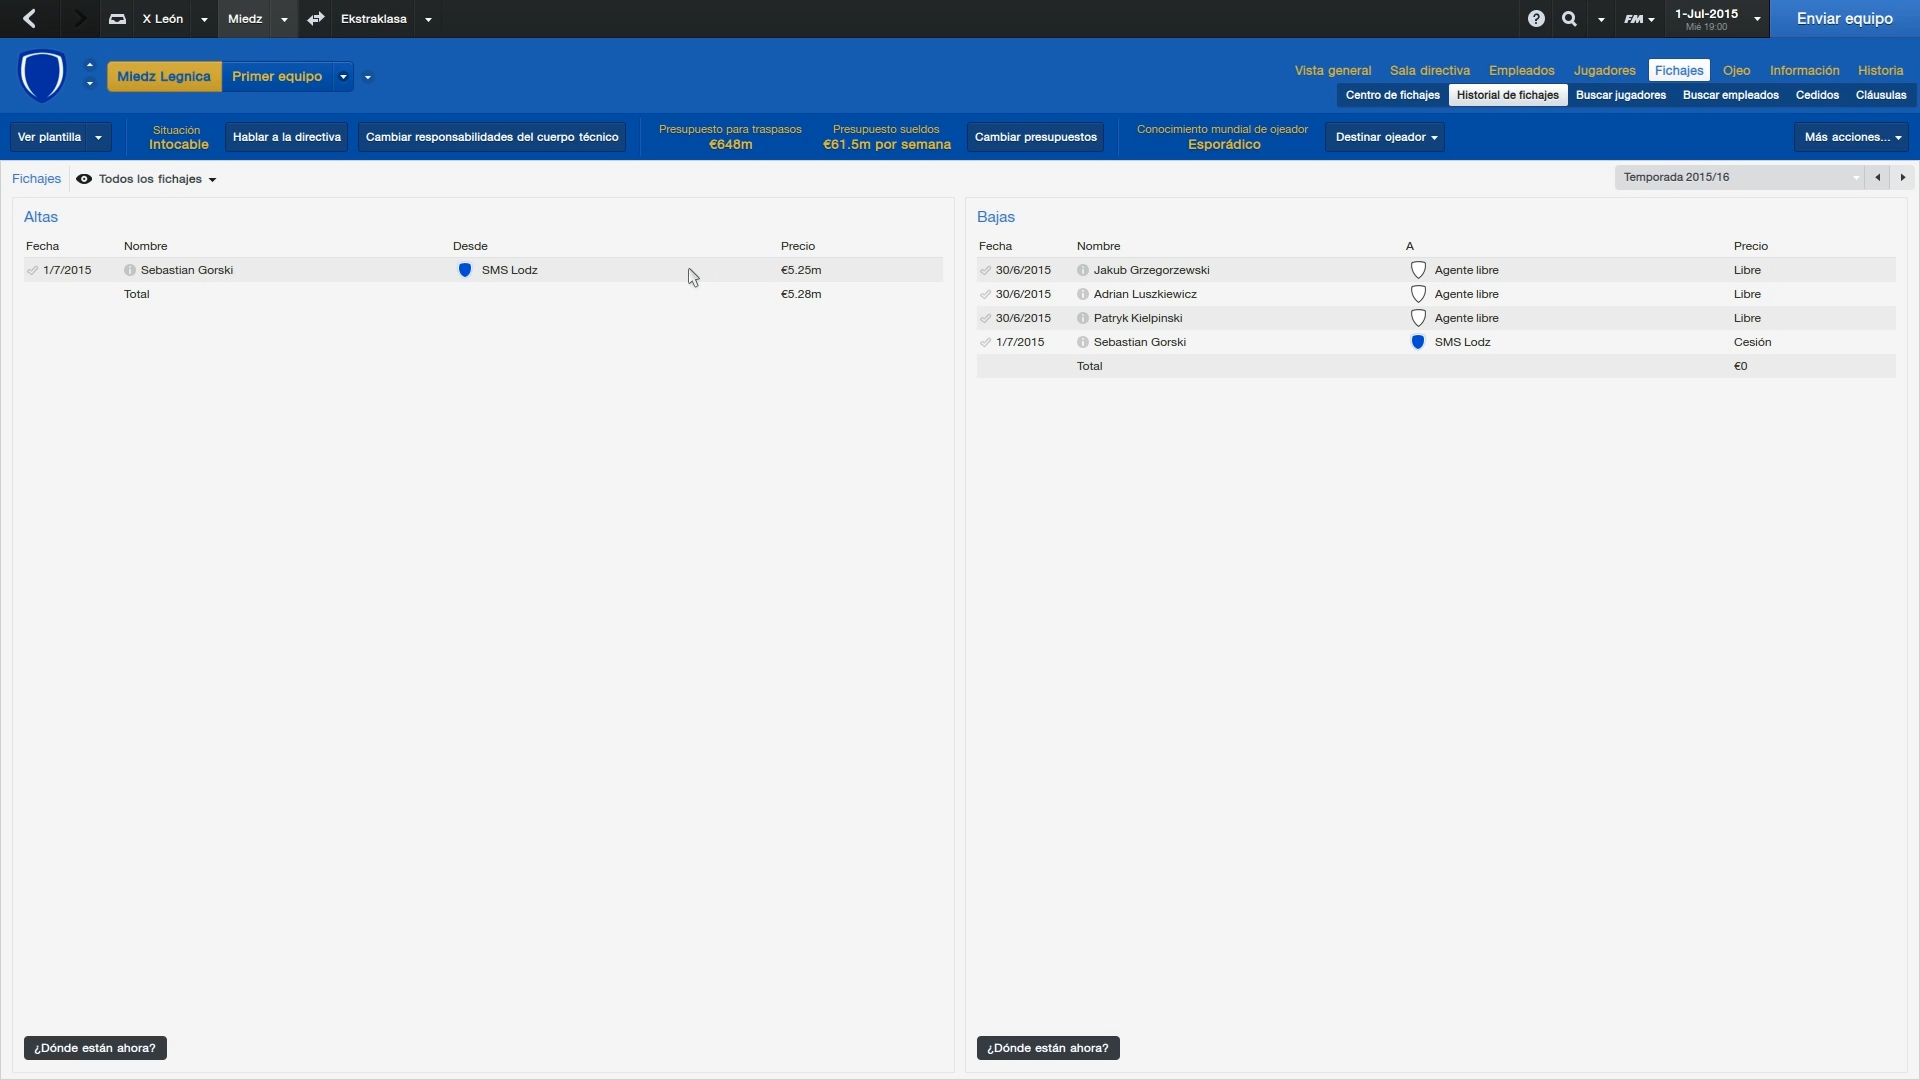 X León Miedz Ekstraklasa ? FM 1-Jul-2015 Enviar equipo
Mié 19:00
Miedz Legnica Primer equipo Vista general Sala directiva Empleados Jugadores Fichajes Ojeo Información Historia
Centro de fichajes Historial de fichajes Buscar jugadores Buscar empleados Cedidos Cláusulas
Ver plantilla Situación Hablar a la directiva Cambiar responsabilidades del cuerpo técnico Presupuesto para traspasos Presupuesto sueldos Cambiar presupuestos Conocimiento mundial de ojeador Destinar ojeador Más acciones...
Intocable €648m €61.5m por semana Esporádico
Fichajes Todos los fichajes Temporada 2015/16
Altas
Fecha Nombre Desde Precio
1/7/2015 Sebastian Gorski SMS Lodz €5.25m
Total €5.28m
¿Dónde están ahora?
Bajas
Fecha Nombre A Precio
30/6/2015 Jakub Grzegorzewski Agente libre Libre
30/6/2015 Adrian Luszkiewicz Agente libre Libre
30/6/2015 Patryk Kielpinski Agente libre Libre
1/7/2015 Sebastian Gorski SMS Lodz Cesión
Total €0
¿Dónde están ahora?